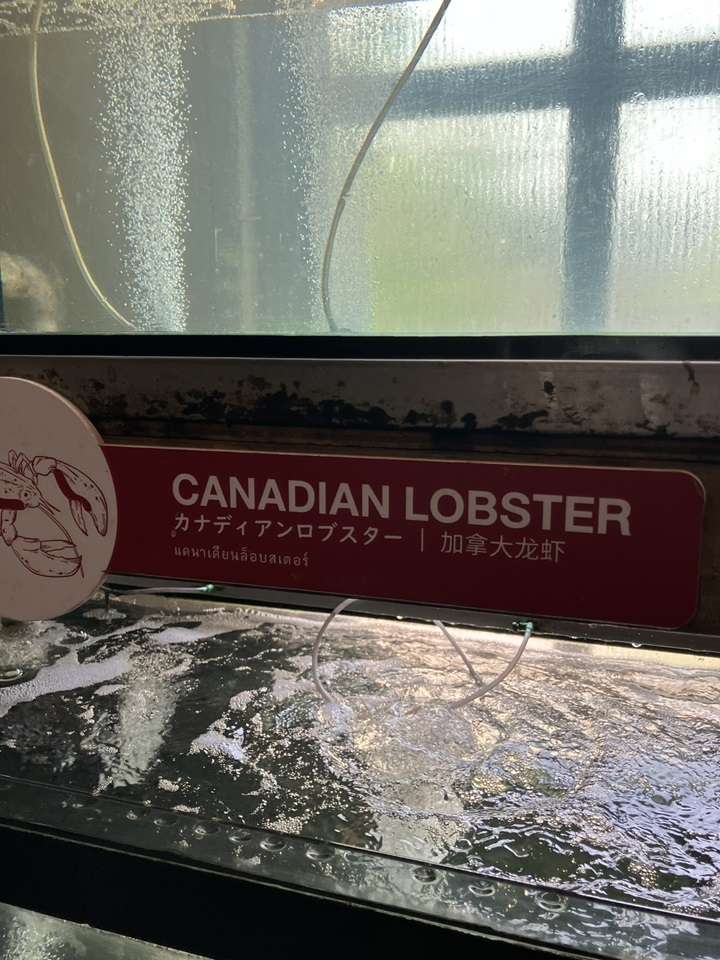 CANADIAN LOBSTER
カナディアンロブスター | 加拿大龙虾
แคนาเดียนล็อบสเตอร์